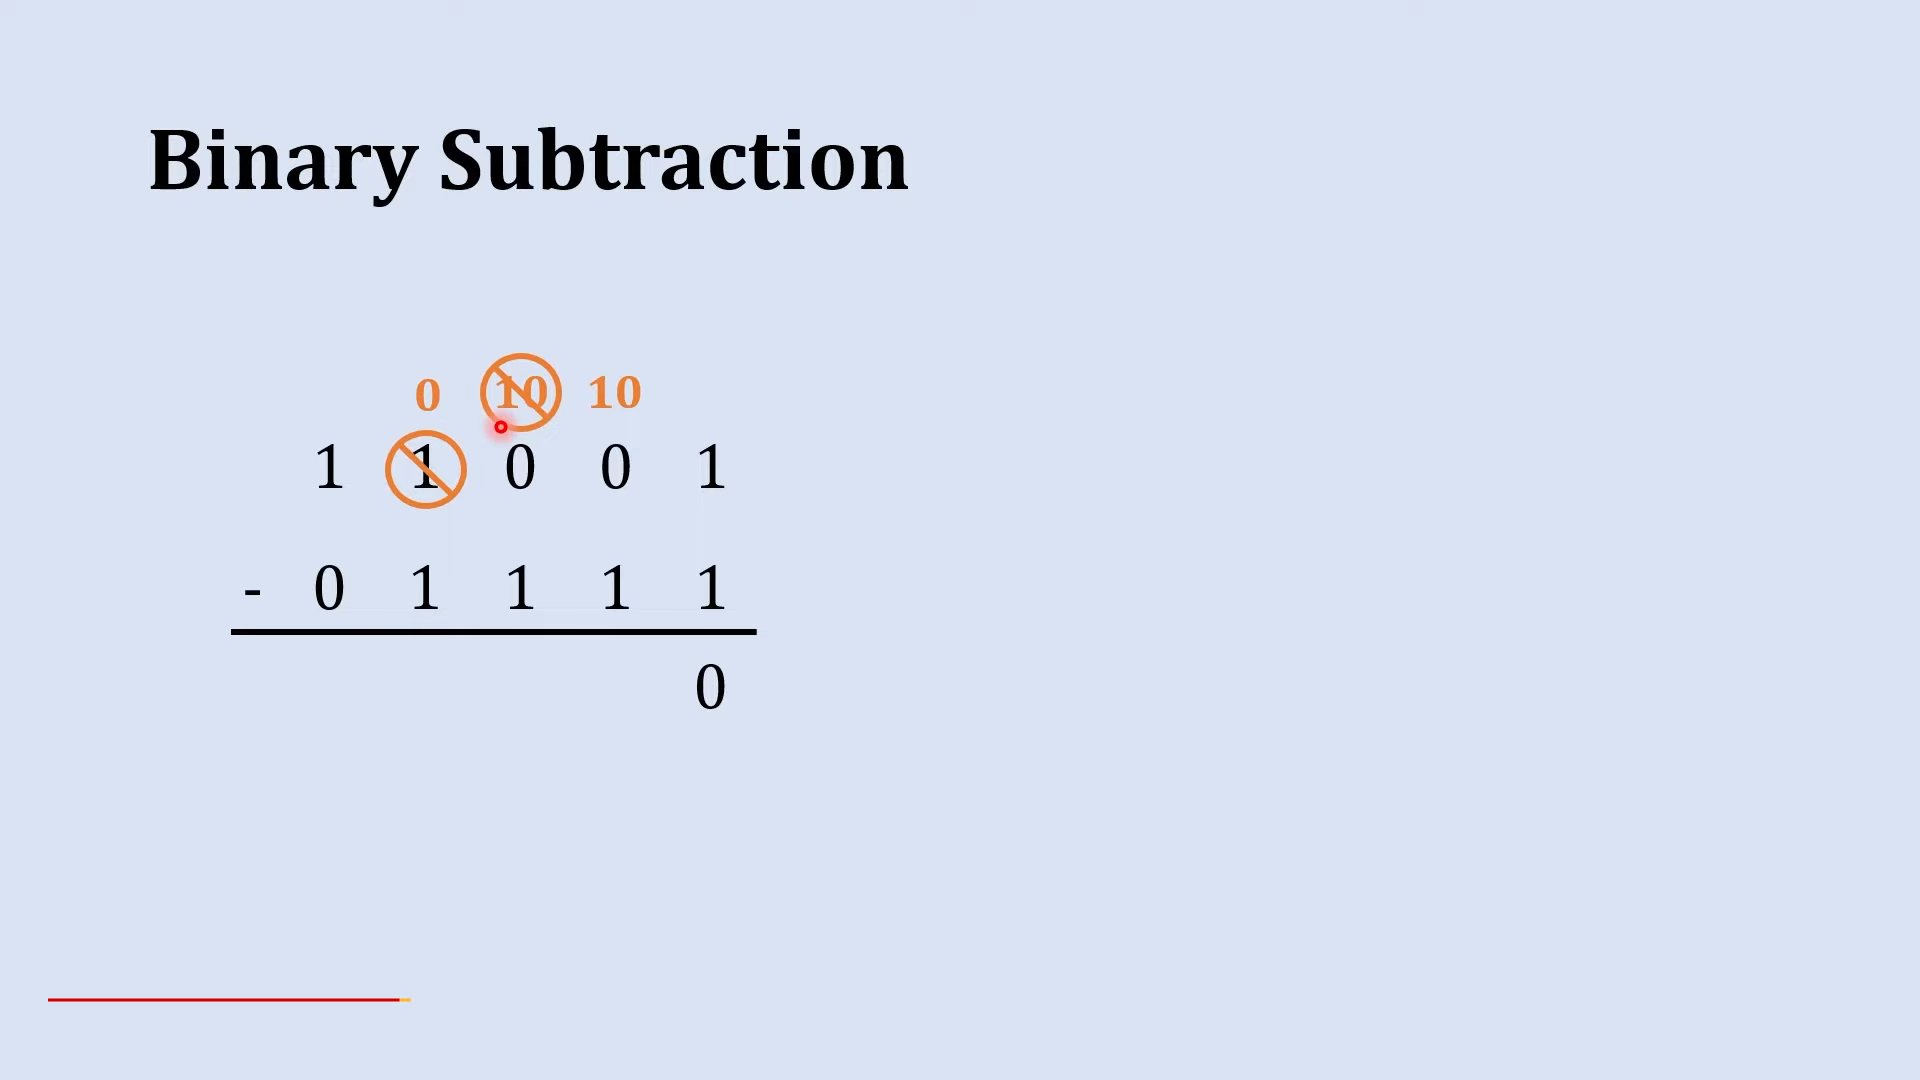 Binary Subtraction
0 10 10
1 1 0 0 1
- 0 1 1 1 1
0